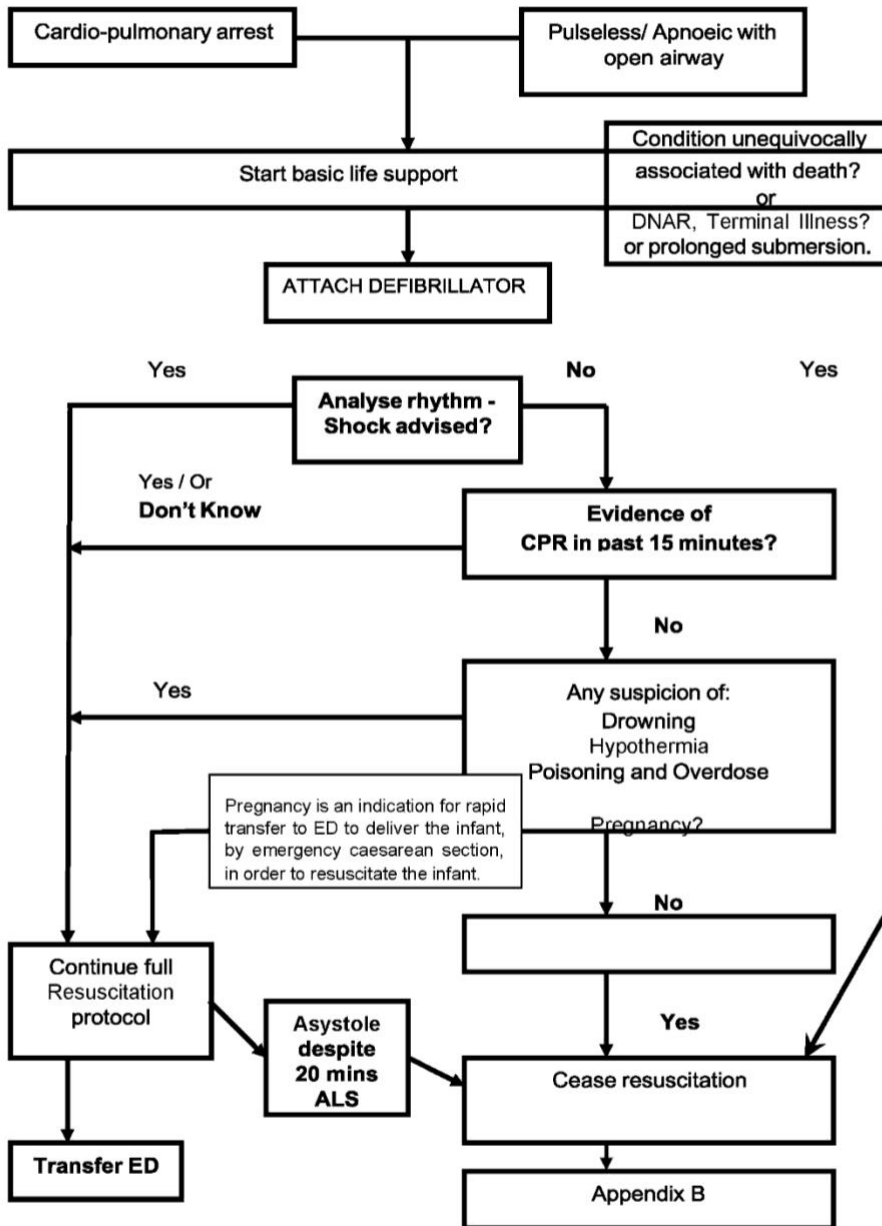 Cardio-pulmonary arrest
Pulseless/ Apnoeic with
open airway
Start basic life support
Condition unequivocally
associated with death?
or
DNAR, Terminal Illness?
or prolonged submersion.
ATTACH DEFIBRILLATOR
Yes
No
Yes
Analyse rhythm -
Shock advised?
Yes / Or
Don't Know
Evidence of
CPR in past 15 minutes?
No
Yes
Any suspicion of:
Drowning
Hypothermia
Poisoning and Overdose
Pregnancy?
Pregnancy is an indication for rapid
transfer to ED to deliver the infant,
by emergency caesarean section,
in order to resuscitate the infant.
No
Continue full
Resuscitation
protocol
Asystole
despite
20 mins
ALS
Yes
Cease resuscitation
Transfer ED
Appendix B